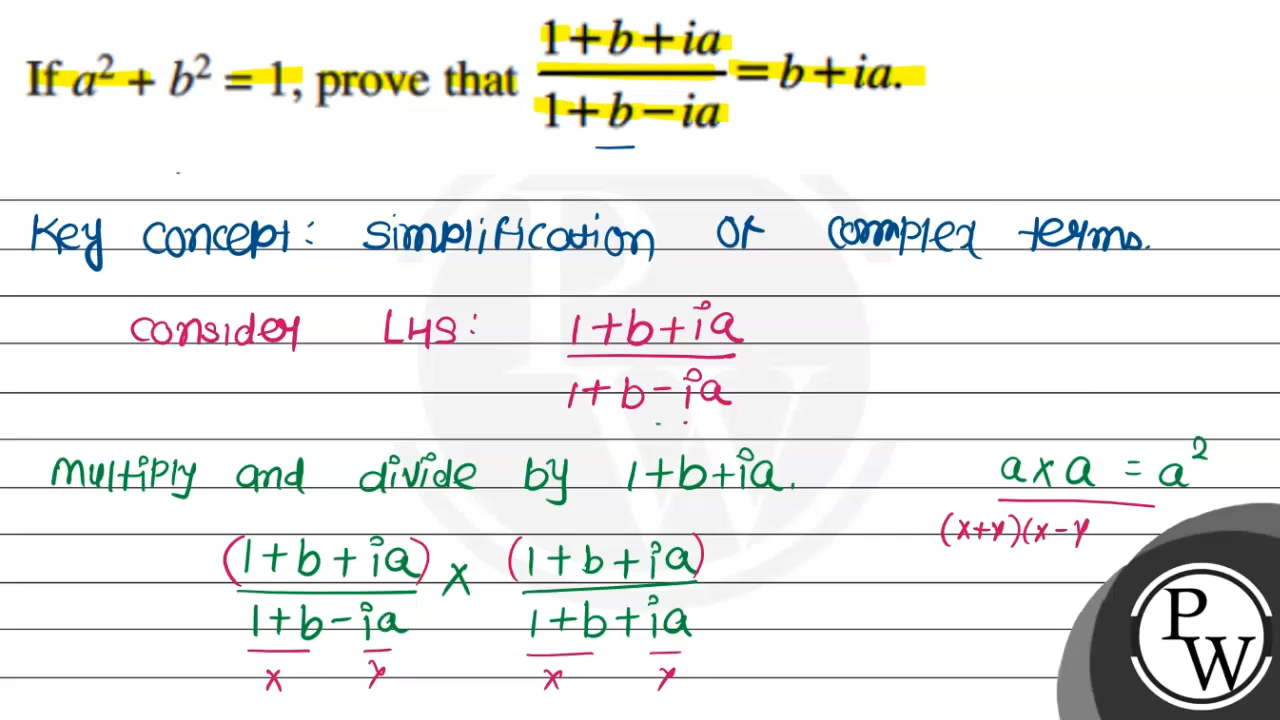 If a² + b² = 1, prove that (1+b+ia)/(1+b−ia) = b+ia.
Key concept: simplification of complex terms.
consider LHS: (1+b+ia)/(1+b-ia)
multiply and divide by 1+b+ia.
a×a = a²
(x+y)(x-y
(1+b+ia)/(1+b-ia) × (1+b+ia)/(1+b+ia)
x y x y
P
W